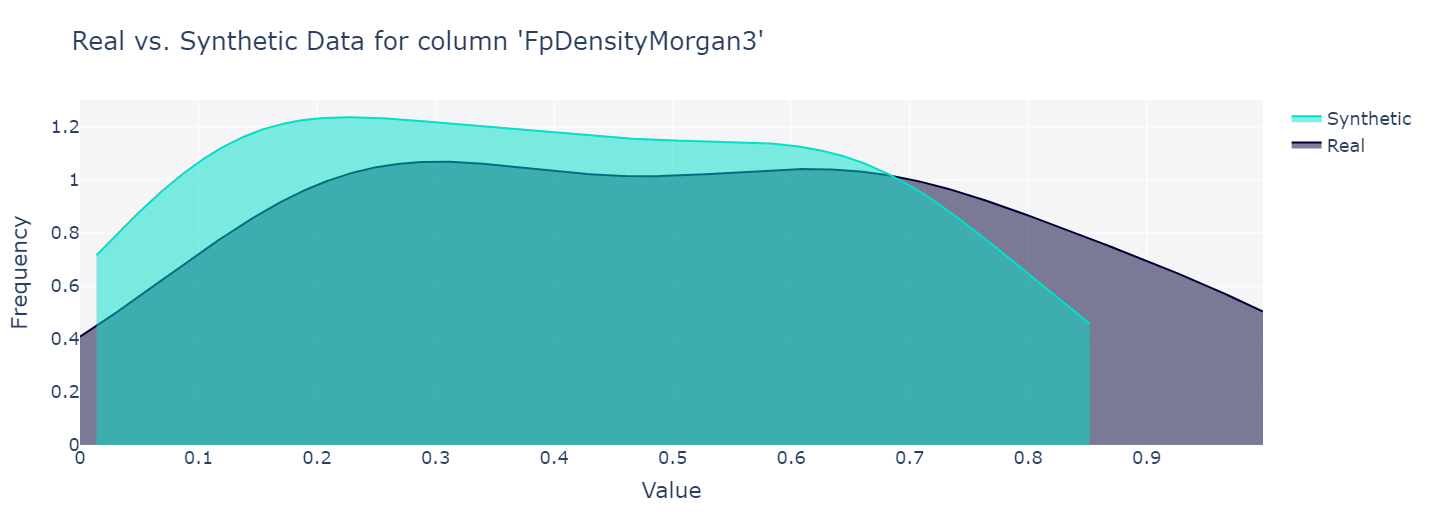 Real vs. Synthetic Data for column 'FpDensityMorgan3'
Synthetic
Real
Frequency
1.2
1
0.8
0.6
0.4
0.2
0
0 0.1 0.2 0.3 0.4 0.5 0.6 0.7 0.8 0.9
Value